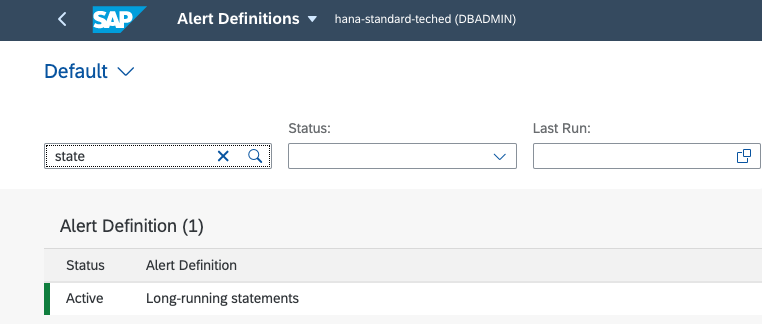 SAP Alert Definitions hana-standard-teched (DBADMIN)
Default
Status: Last Run:
state
Alert Definition (1)
Status Alert Definition
Active Long-running statements